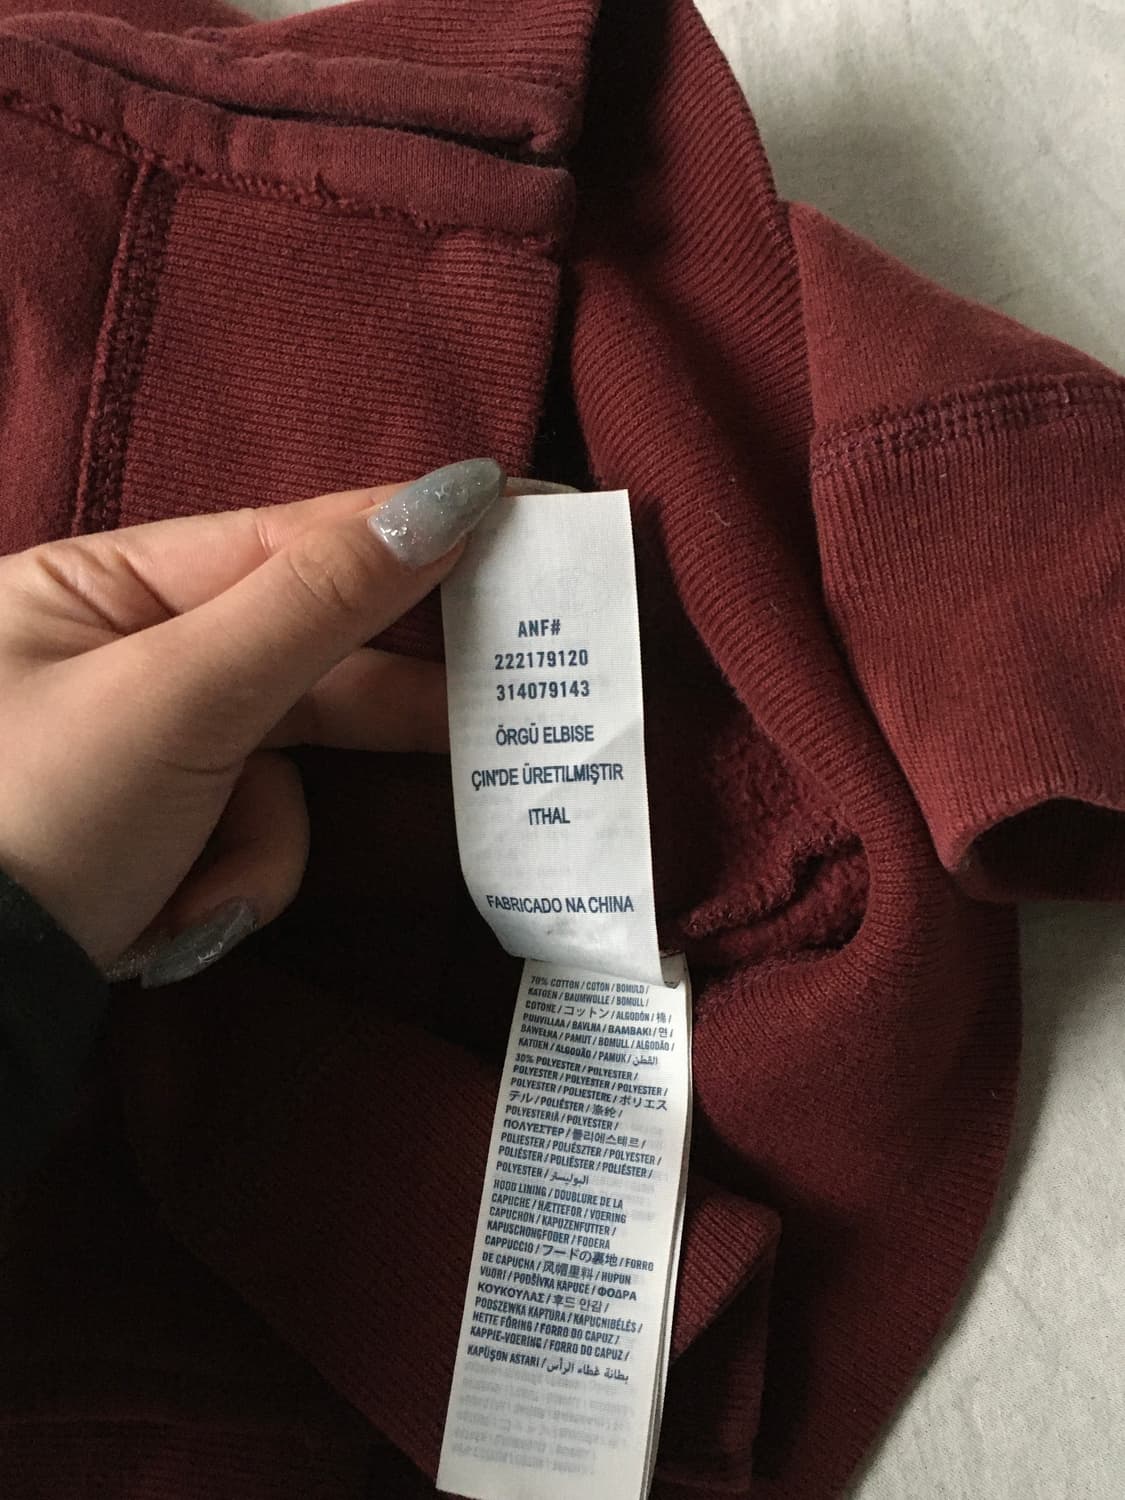 ANF#
222179120
314079143
ÖRGÜ ELBISE
ÇIN'DE ÜRETILMIŞTIR
ITHAL
FABRICADO NA CHINA
70% COTTON / COTON / BOMULD /
KATOEN / BAUMWOLLE / BOMULL /
COTONE / コットン / ALGODÓN / 棉 /
PUUVILLAA / BAVLNA / BAMBAKI / 면 /
BAWEŁNA / PAMUT / BOMULL / ALGODÃO /
KATOEN / ALGODÃO / PAMUK / القطن
30% POLYESTER / POLYESTER /
POLYESTER / POLYESTER / POLYESTER /
POLYESTER / POLIESTERE / ポリエス
テル / POLIÉSTER / 涤纶 /
POLYESTERIÄ / POLYESTER /
ΠΟΛΥΕΣΤΕΡ / 폴리에스테르 /
POLIESTER / POLIÉSZTER / POLYESTER /
POLIÉSTER / POLIÉSTER / POLIÉSTER /
POLYESTER / البوليستر
HOOD LINING / DOUBLURE DE LA
CAPUCHE / HÆTTEFOR / VOERING
CAPUCHON / KAPUZENFUTTER /
KAPUSCHONGFODER / FODERA
CAPPUCCIO / フードの裏地 / FORRO
DE CAPUCHA / 风帽里料 / HUPUN
VUORI / PODŠÍVKA KAPUCE / ΦΟΔΡΑ
ΚΟΥΚΟΥΛΑΣ / 후드 안감 /
PODSZEWKA KAPTURA / KAPUCNIBÉLÉS /
HETTE FÔRING / FORRO DO CAPUZ /
KAPPIE-VOERING / FORRO DO CAPUZ /
KAPÜŞON ASTARI / بطانة غطاء الرأس